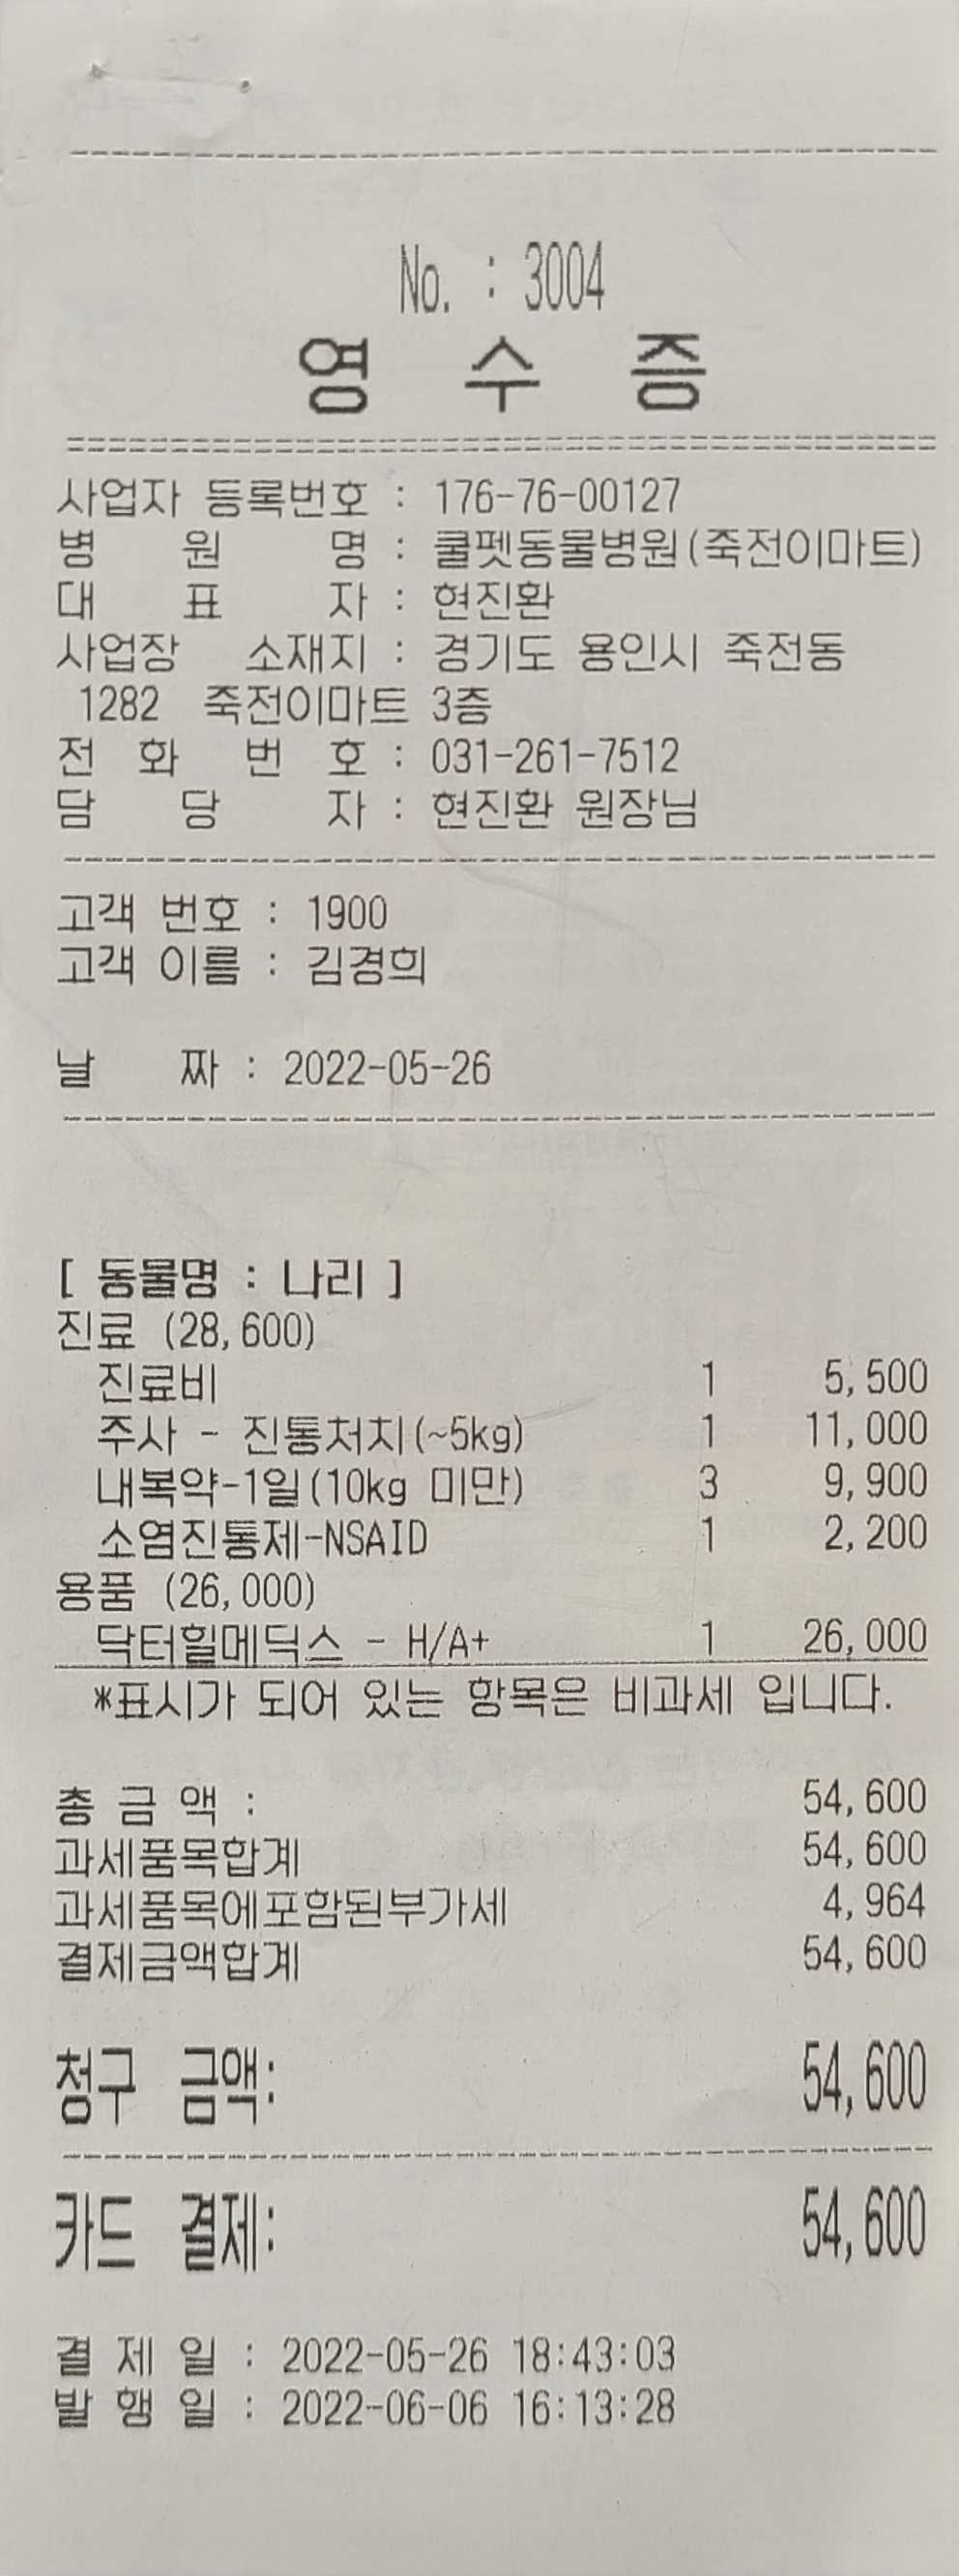 No. : 3004
영 수 증
사업자 등록번호 : 176-76-00127
병 원 명 : 쿨펫동물병원(죽전이마트)
대 표 자 : 현진환
사업장 소재지 : 경기도 용인시 죽전동
1282 죽전이마트 3층
전 화 번 호 : 031-261-7512
담 당 자 : 현진환 원장님
고객 번호 : 1900
고객 이름 : 김경희
날 짜 : 2022-05-26
[ 동물명 : 나리 ]
진료 (28,600)
진료비 1 5,500
주사 - 진통처치(~5kg) 1 11,000
내복약-1일(10kg 미만) 3 9,900
소염진통제-NSAID 1 2,200
용품 (26,000)
닥터힐메딕스 - H/A+ 1 26,000
*표시가 되어 있는 항목은 비과세 입니다.
총 금 액 : 54,600
과세품목합계 54,600
과세품목에포함된부가세 4,964
결제금액합계 54,600
청구 금액: 54,600
카드 결제: 54,600
결 제 일 : 2022-05-26 18:43:03
발 행 일 : 2022-06-06 16:13:28